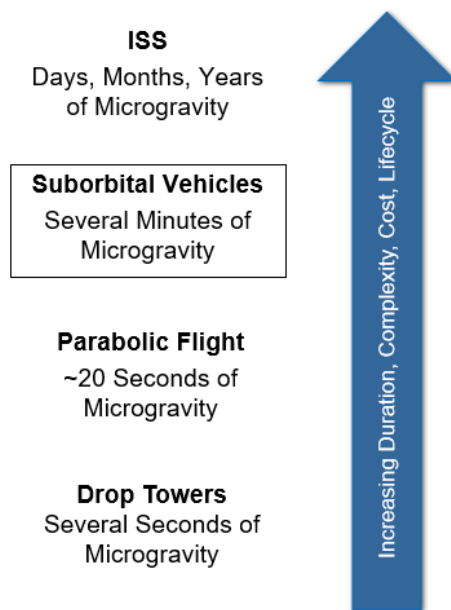 ISS
Days, Months, Years
of Microgravity
Suborbital Vehicles
Several Minutes of
Microgravity
Parabolic Flight
~20 Seconds of
Microgravity
Drop Towers
Several Seconds of
Microgravity
Increasing Duration, Complexity, Cost, Lifecycle